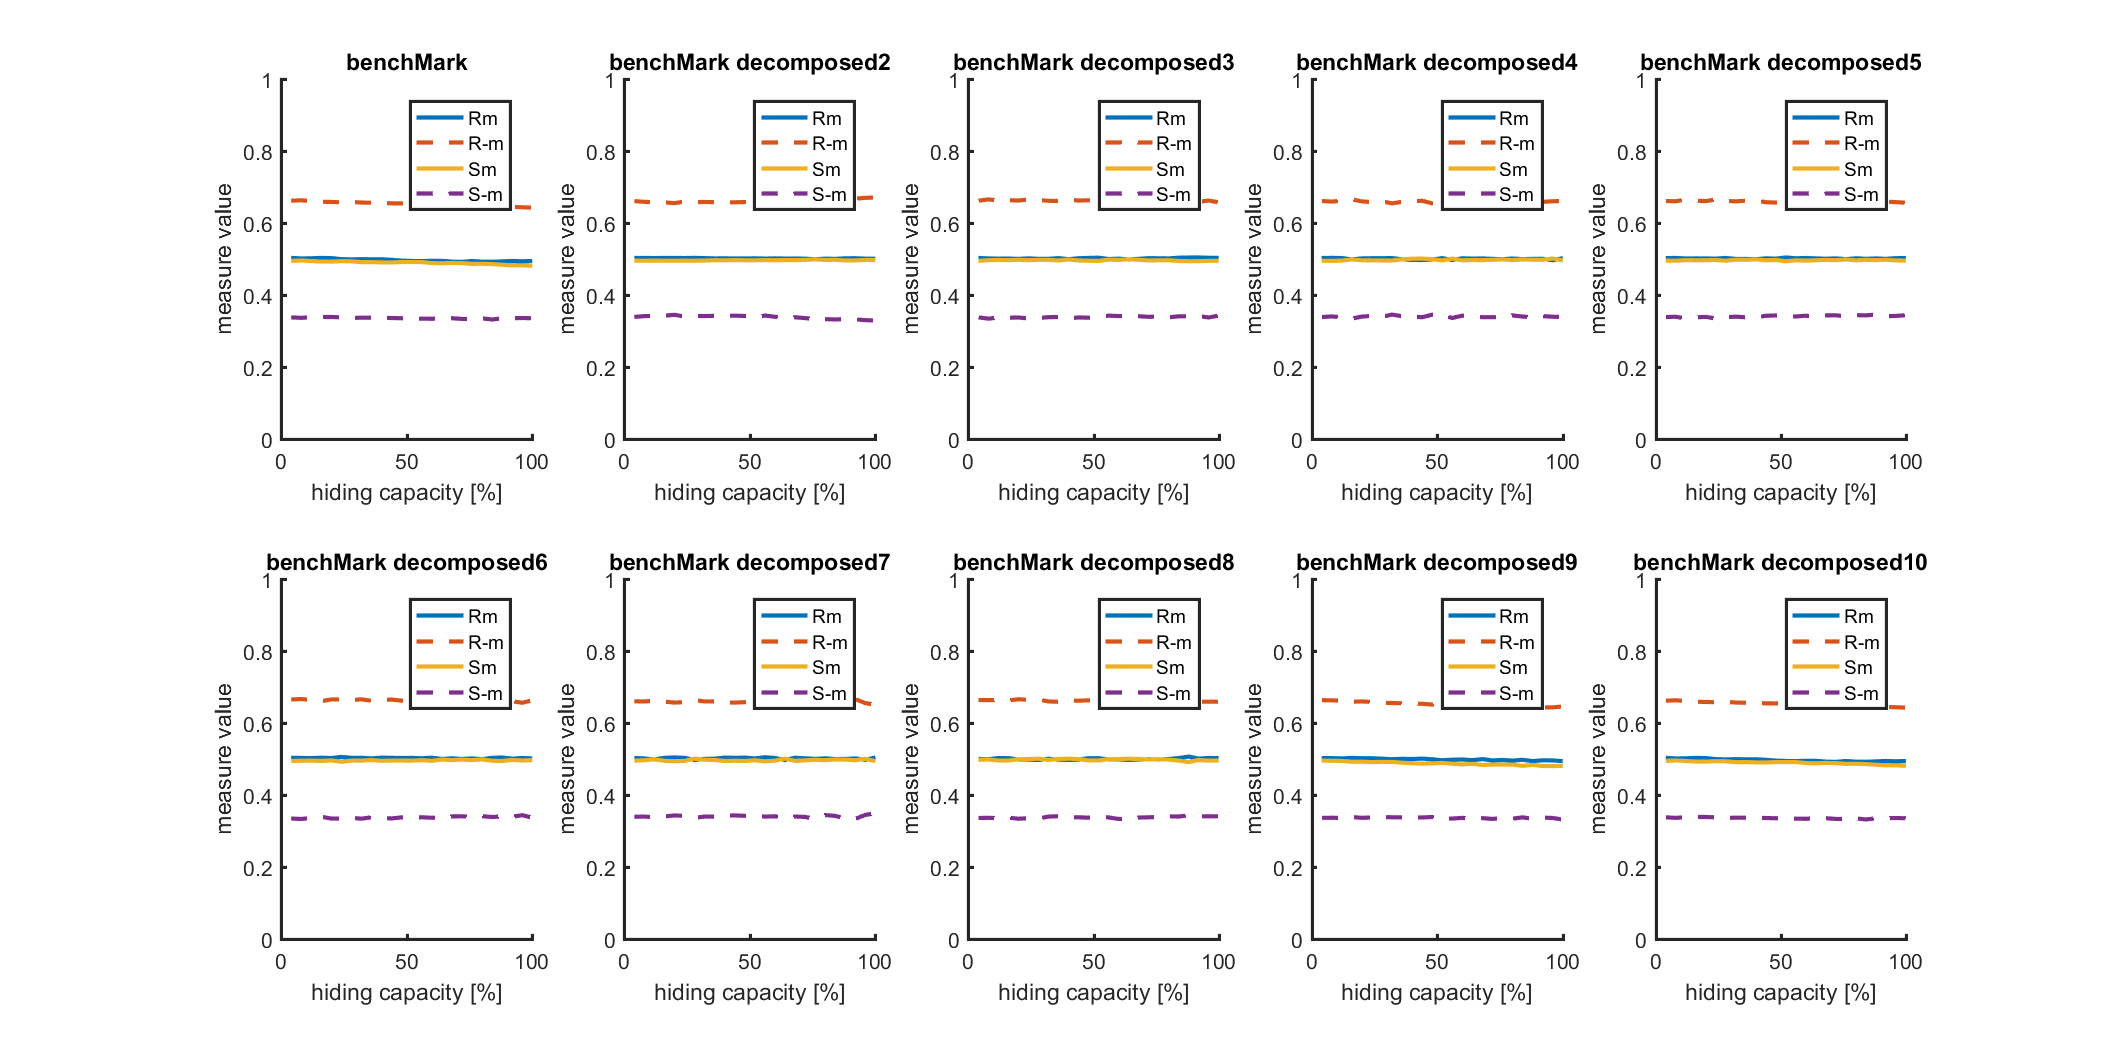 benchMark
1
0.8
0.6
0.4
0.2
0
measure value
0 50 100
hiding capacity [%]
Rm
R-m
Sm
S-m
benchMark decomposed2
1
0.8
0.6
0.4
0.2
0
measure value
0 50 100
hiding capacity [%]
Rm
R-m
Sm
S-m
benchMark decomposed3
1
0.8
0.6
0.4
0.2
0
measure value
0 50 100
hiding capacity [%]
Rm
R-m
Sm
S-m
benchMark decomposed4
1
0.8
0.6
0.4
0.2
0
measure value
0 50 100
hiding capacity [%]
Rm
R-m
Sm
S-m
benchMark decomposed5
1
0.8
0.6
0.4
0.2
0
measure value
0 50 100
hiding capacity [%]
Rm
R-m
Sm
S-m
benchMark decomposed6
1
0.8
0.6
0.4
0.2
0
measure value
0 50 100
hiding capacity [%]
Rm
R-m
Sm
S-m
benchMark decomposed7
1
0.8
0.6
0.4
0.2
0
measure value
0 50 100
hiding capacity [%]
Rm
R-m
Sm
S-m
benchMark decomposed8
1
0.8
0.6
0.4
0.2
0
measure value
0 50 100
hiding capacity [%]
Rm
R-m
Sm
S-m
benchMark decomposed9
1
0.8
0.6
0.4
0.2
0
measure value
0 50 100
hiding capacity [%]
Rm
R-m
Sm
S-m
benchMark decomposed10
1
0.8
0.6
0.4
0.2
0
measure value
0 50 100
hiding capacity [%]
Rm
R-m
Sm
S-m